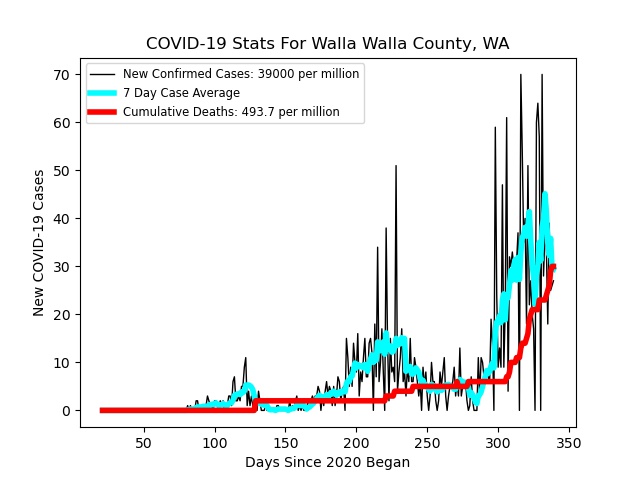 COVID-19 Stats For Walla Walla County, WA
New Confirmed Cases: 39000 per million
7 Day Case Average
Cumulative Deaths: 493.7 per million
New COVID-19 Cases
70
60
50
40
30
20
10
0
50 100 150 200 250 300 350
Days Since 2020 Began